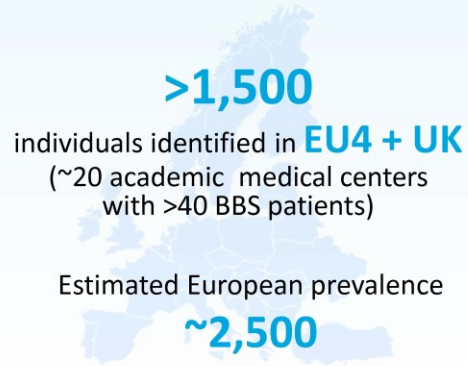 >1,500
individuals identified in EU4 + UK
(~20 academic medical centers
with >40 BBS patients)
Estimated European prevalence
~2,500